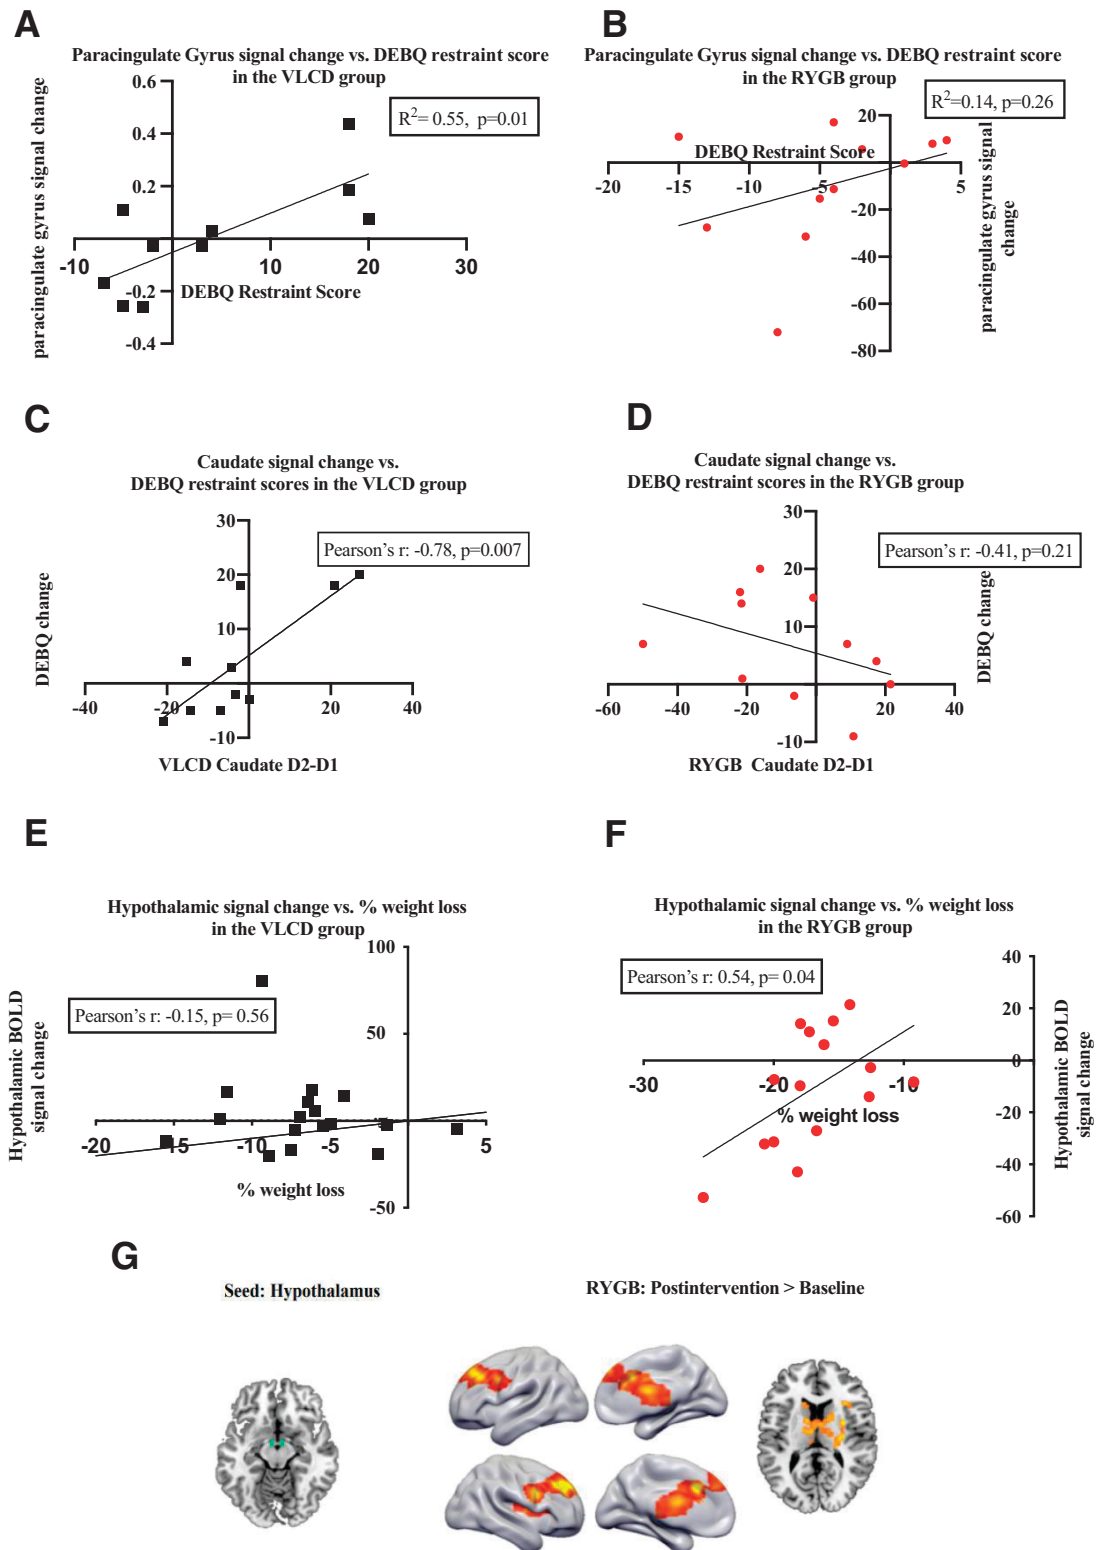 A
Paracingulate Gyrus signal change vs. DEBQ restraint score
in the VLCD group
paracingulate gyrus signal change
0.6
0.4
0.2
-0.2
-0.4
-10
10
20
30
R²= 0.55, p=0.01
DEBQ Restraint Score
B
Paracingulate Gyrus signal change vs. DEBQ restraint score
in the RYGB group
R²=0.14, p=0.26
20
-20
-40
-60
-80
DEBQ Restraint Score
-20
-15
-10
-5
5
paracingulate gyrus signal
change
C
Caudate signal change vs.
DEBQ restraint scores in the VLCD group
Pearson's r: -0.78, p=0.007
DEBQ change
30
20
10
-10
-40
-20
20
40
VLCD Caudate D2-D1
D
Caudate signal change vs.
DEBQ restraint scores in the RYGB group
Pearson's r: -0.41, p=0.21
DEBQ change
30
20
10
-10
-60
-40
-20
20
40
RYGB Caudate D2-D1
E
Hypothalamic signal change vs. % weight loss
in the VLCD group
Pearson's r: -0.15, p= 0.56
Hypothalamic BOLD
signal change
100
50
-50
-20
-15
-10
-5
5
% weight loss
F
Hypothalamic signal change vs. % weight loss
in the RYGB group
Pearson's r: 0.54, p= 0.04
40
20
0
-20
-40
-60
-30
-20
-10
% weight loss
Hypothalamic BOLD
signal change
G
Seed: Hypothalamus
RYGB: Postintervention > Baseline